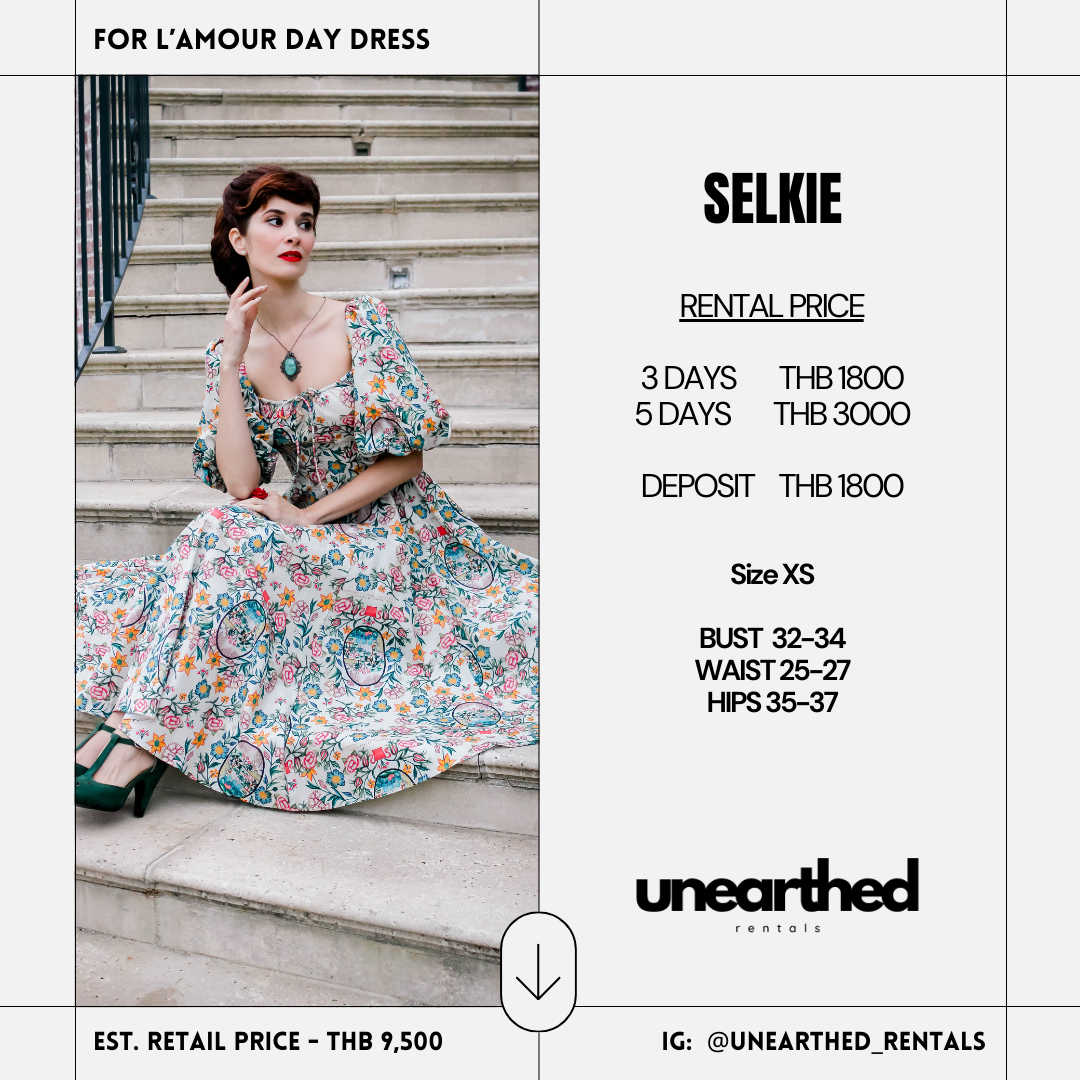 FOR L'AMOUR DAY DRESS
SELKIE
RENTAL PRICE
3 DAYS THB 1800
5 DAYS THB 3000
DEPOSIT THB 1800
Size XS
BUST 32-34
WAIST 25-27
HIPS 35-37
unearthed
rentals
EST. RETAIL PRICE - THB 9,500
IG: @UNEARTHED_RENTALS